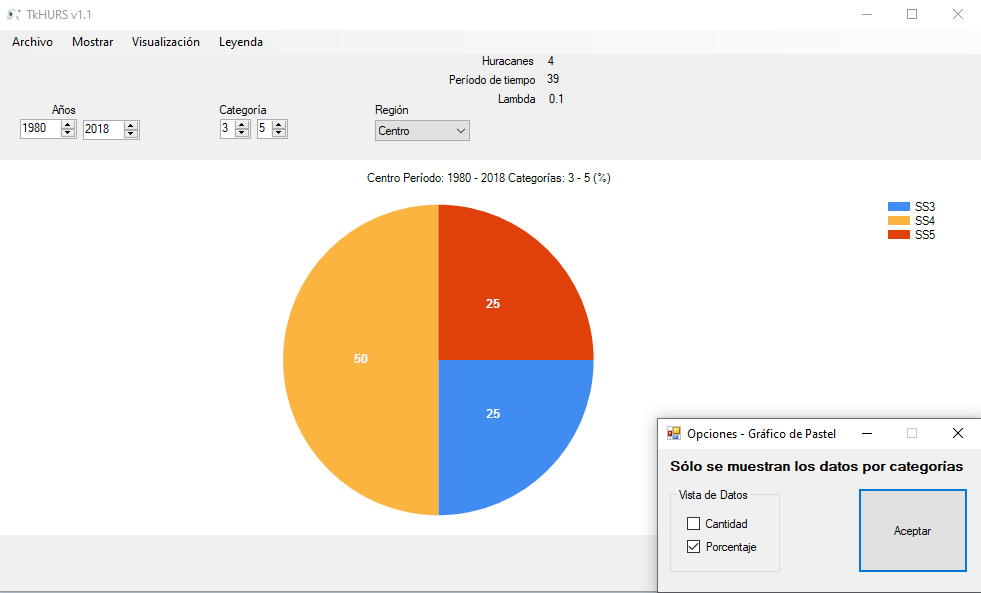 TkHURS v1.1
Archivo Mostrar Visualización Leyenda
Huracanes 4
Período de tiempo 39
Lambda 0.1
Años Categoría Región
1980 2018 3 5 Centro
Centro Período: 1980 - 2018 Categorías: 3 - 5 (%)
SS3
SS4
SS5
25
50
25
Opciones - Gráfico de Pastel
Sólo se muestran los datos por categorías
Vista de Datos
Cantidad
Porcentaje
Aceptar